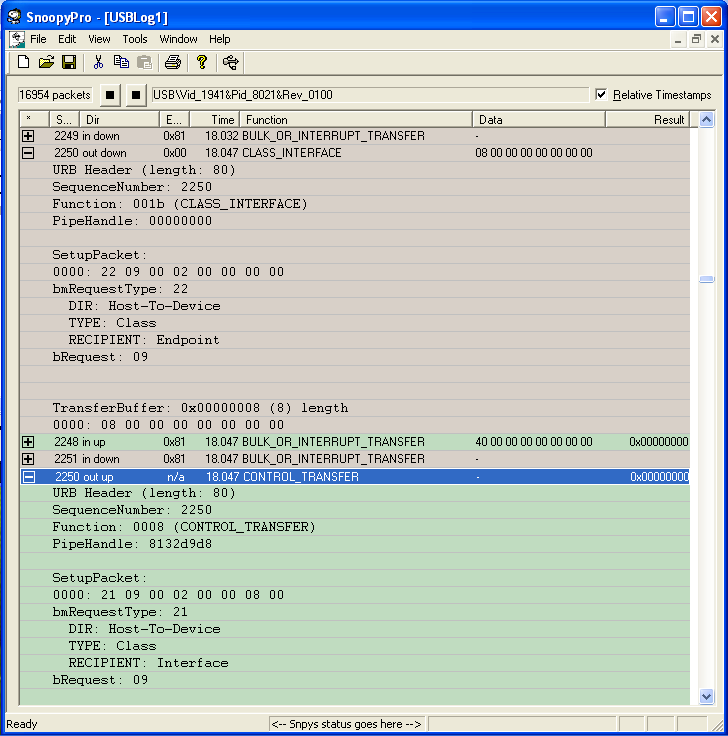 SnoopyPro - [USBLog1]
File Edit View Tools Window Help
16954 packets USB\Vid_1941&Pid_8021&Rev_0100 Relative Timestamps
* S... Dir E... Time Function Data Result
2249 in down 0x81 18.032 BULK_OR_INTERRUPT_TRANSFER -
2250 out down 0x00 18.047 CLASS_INTERFACE 08 00 00 00 00 00 00 00
URB Header (length: 80)
SequenceNumber: 2250
Function: 001b (CLASS_INTERFACE)
PipeHandle: 00000000
SetupPacket:
0000: 22 09 00 02 00 00 00 00
bmRequestType: 22
DIR: Host-To-Device
TYPE: Class
RECIPIENT: Endpoint
bRequest: 09
TransferBuffer: 0x00000008 (8) length
0000: 08 00 00 00 00 00 00 00
2248 in up 0x81 18.047 BULK_OR_INTERRUPT_TRANSFER 40 00 00 00 00 00 00 00 0x00000000
2251 in down 0x81 18.047 BULK_OR_INTERRUPT_TRANSFER -
2250 out up n/a 18.047 CONTROL_TRANSFER - 0x00000000
URB Header (length: 80)
SequenceNumber: 2250
Function: 0008 (CONTROL_TRANSFER)
PipeHandle: 8132d9d8
SetupPacket:
0000: 21 09 00 02 00 00 08 00
bmRequestType: 21
DIR: Host-To-Device
TYPE: Class
RECIPIENT: Interface
bRequest: 09
Ready <-- Snpys status goes here -->